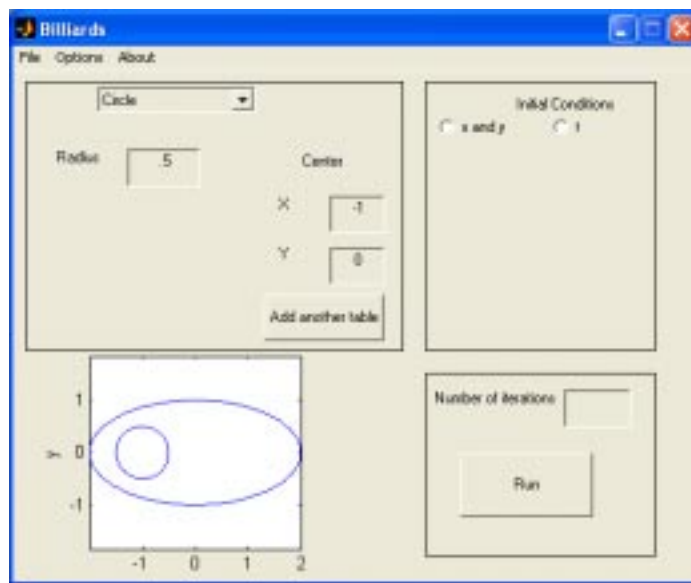 Billiards
File Options About
Circle
Radius .5
Center
X -1
Y 0
Add another table
Initial Conditions
x and y t
Number of iterations
Run
1
y 0
-1
-1 0 1 2